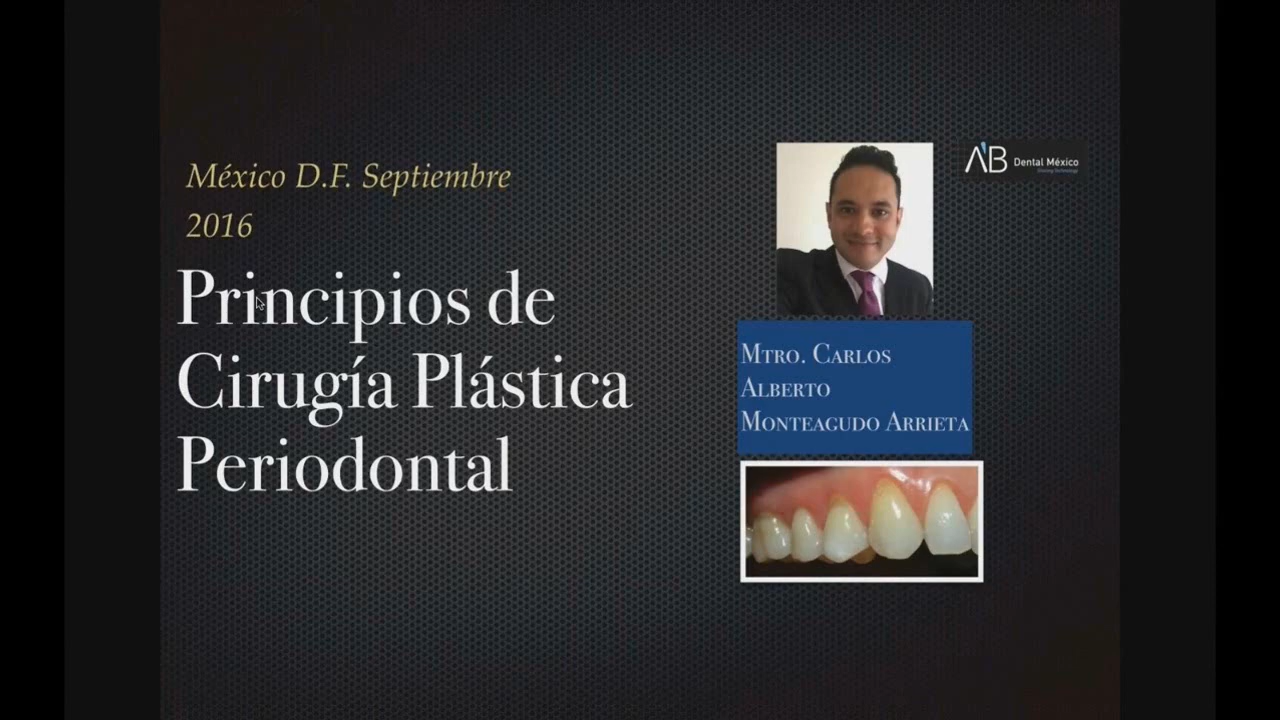 México D.F. Septiembre
2016
Principios de
Cirugía Plástica
Periodontal
AB Dental México
Mtro. Carlos
Alberto
Monteagudo Arrieta